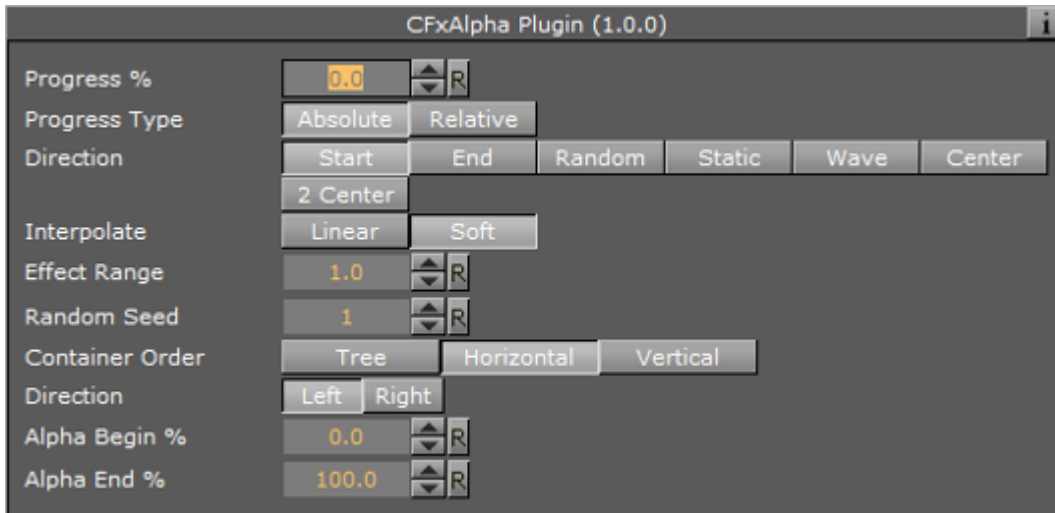 CFxAlpha Plugin (1.0.0) i
Progress % 0.0 R
Progress Type Absolute Relative
Direction Start End Random Static Wave Center
2 Center
Interpolate Linear Soft
Effect Range 1.0 R
Random Seed 1 R
Container Order Tree Horizontal Vertical
Direction Left Right
Alpha Begin % 0.0 R
Alpha End % 100.0 R